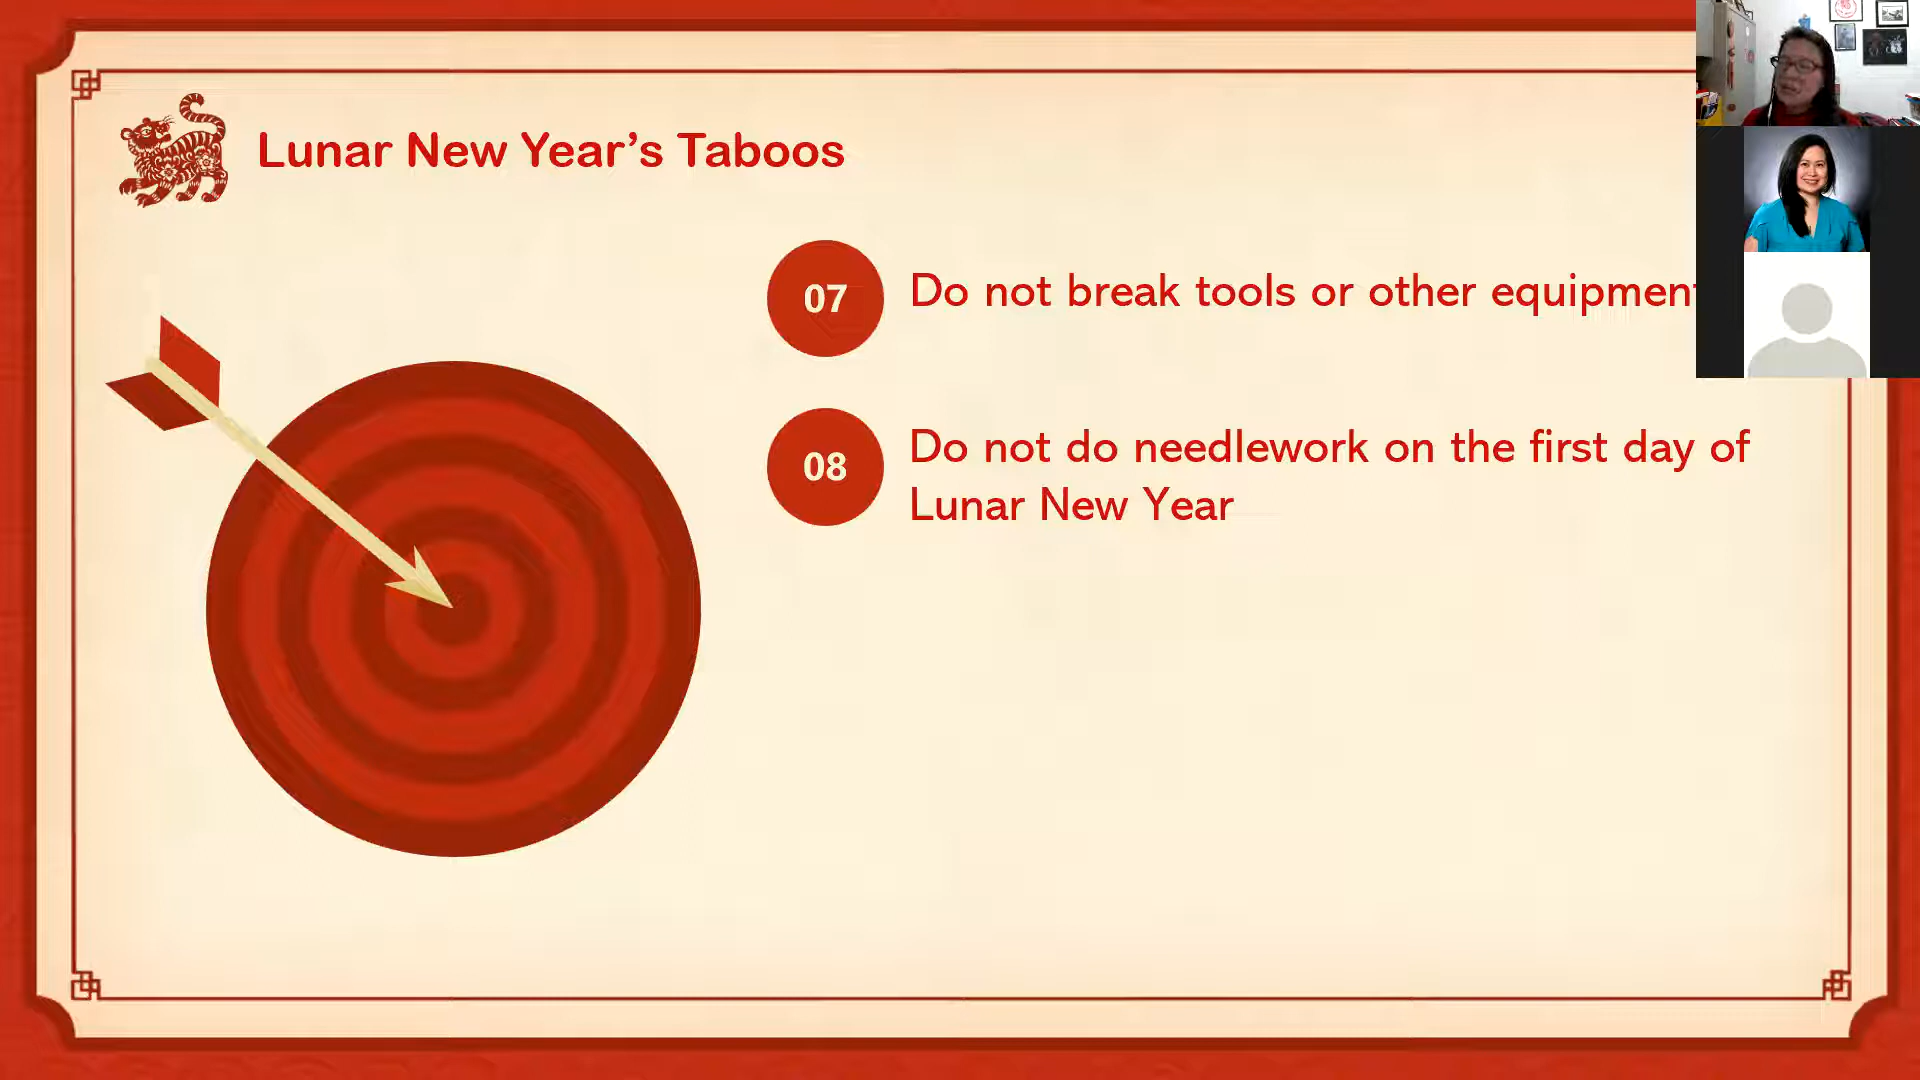 Lunar New Year’s Taboos
07
Do not break tools or other equipment
08
Do not do needlework on the first day of
Lunar New Year